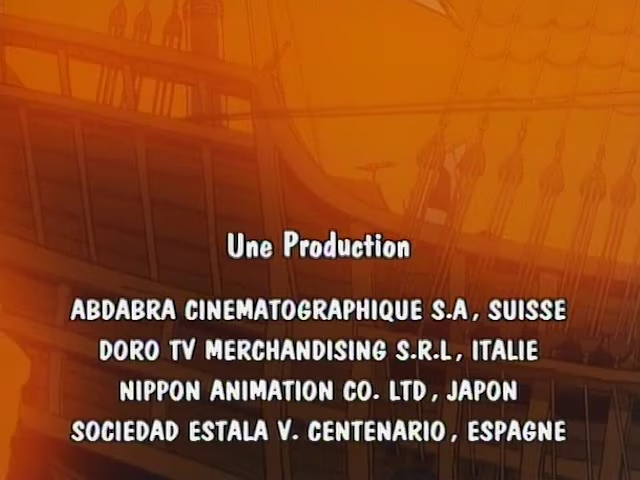 Une Production
ABDABRA CINEMATOGRAPHIQUE S.A, SUISSE
DORO TV MERCHANDISING S.R.L, ITALIE
NIPPON ANIMATION CO. LTD, JAPON
SOCIEDAD ESTALA V. CENTENARIO, ESPAGNE